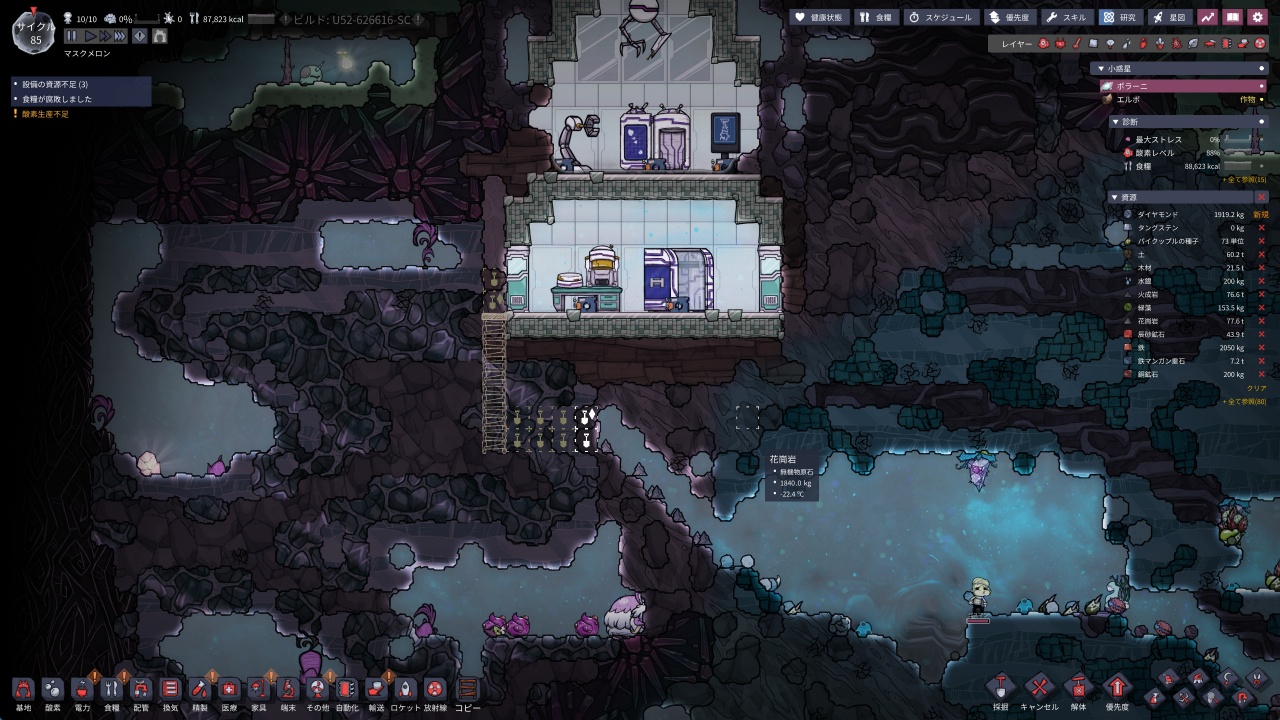 サイクル
85
10/10
0%
0
87,823 kcal
ビルド: U52-626616-SC
マスクメロン
設備の資源不足 (3)
食糧が腐敗しました
酸素生産不足
健康状態
食糧
スケジュール
優先度
スキル
研究
星図
レイヤー
小惑星
ポラーニ
エルボ 作物
診断
最大ストレス 0%
酸素レベル 88%
食糧 88,623 kcal
+ 全て参照(15)
資源
ダイヤモンド 1919.2 kg 新規
タングステン 0 kg
パイクップルの種子 73 単位
土 60.2 t
木材 21.5 t
水銀 200 kg
火成岩 76.6 t
緑藻 153.5 kg
花崗岩 77.6 t
辰砂鉱石 43.9 t
鉄 2050 kg
鉄マンガン重石 7.2 t
銅鉱石 200 kg
クリア
+ 全て参照(80)
花崗岩
無機物原石
1840.0 kg
-22.4 ℃
基地
酸素
電力
食糧
配管
換気
精製
医療
家具
端末
その他
自動化
輸送
ロケット
放射線
コピー
採掘
キャンセル
解体
優先度